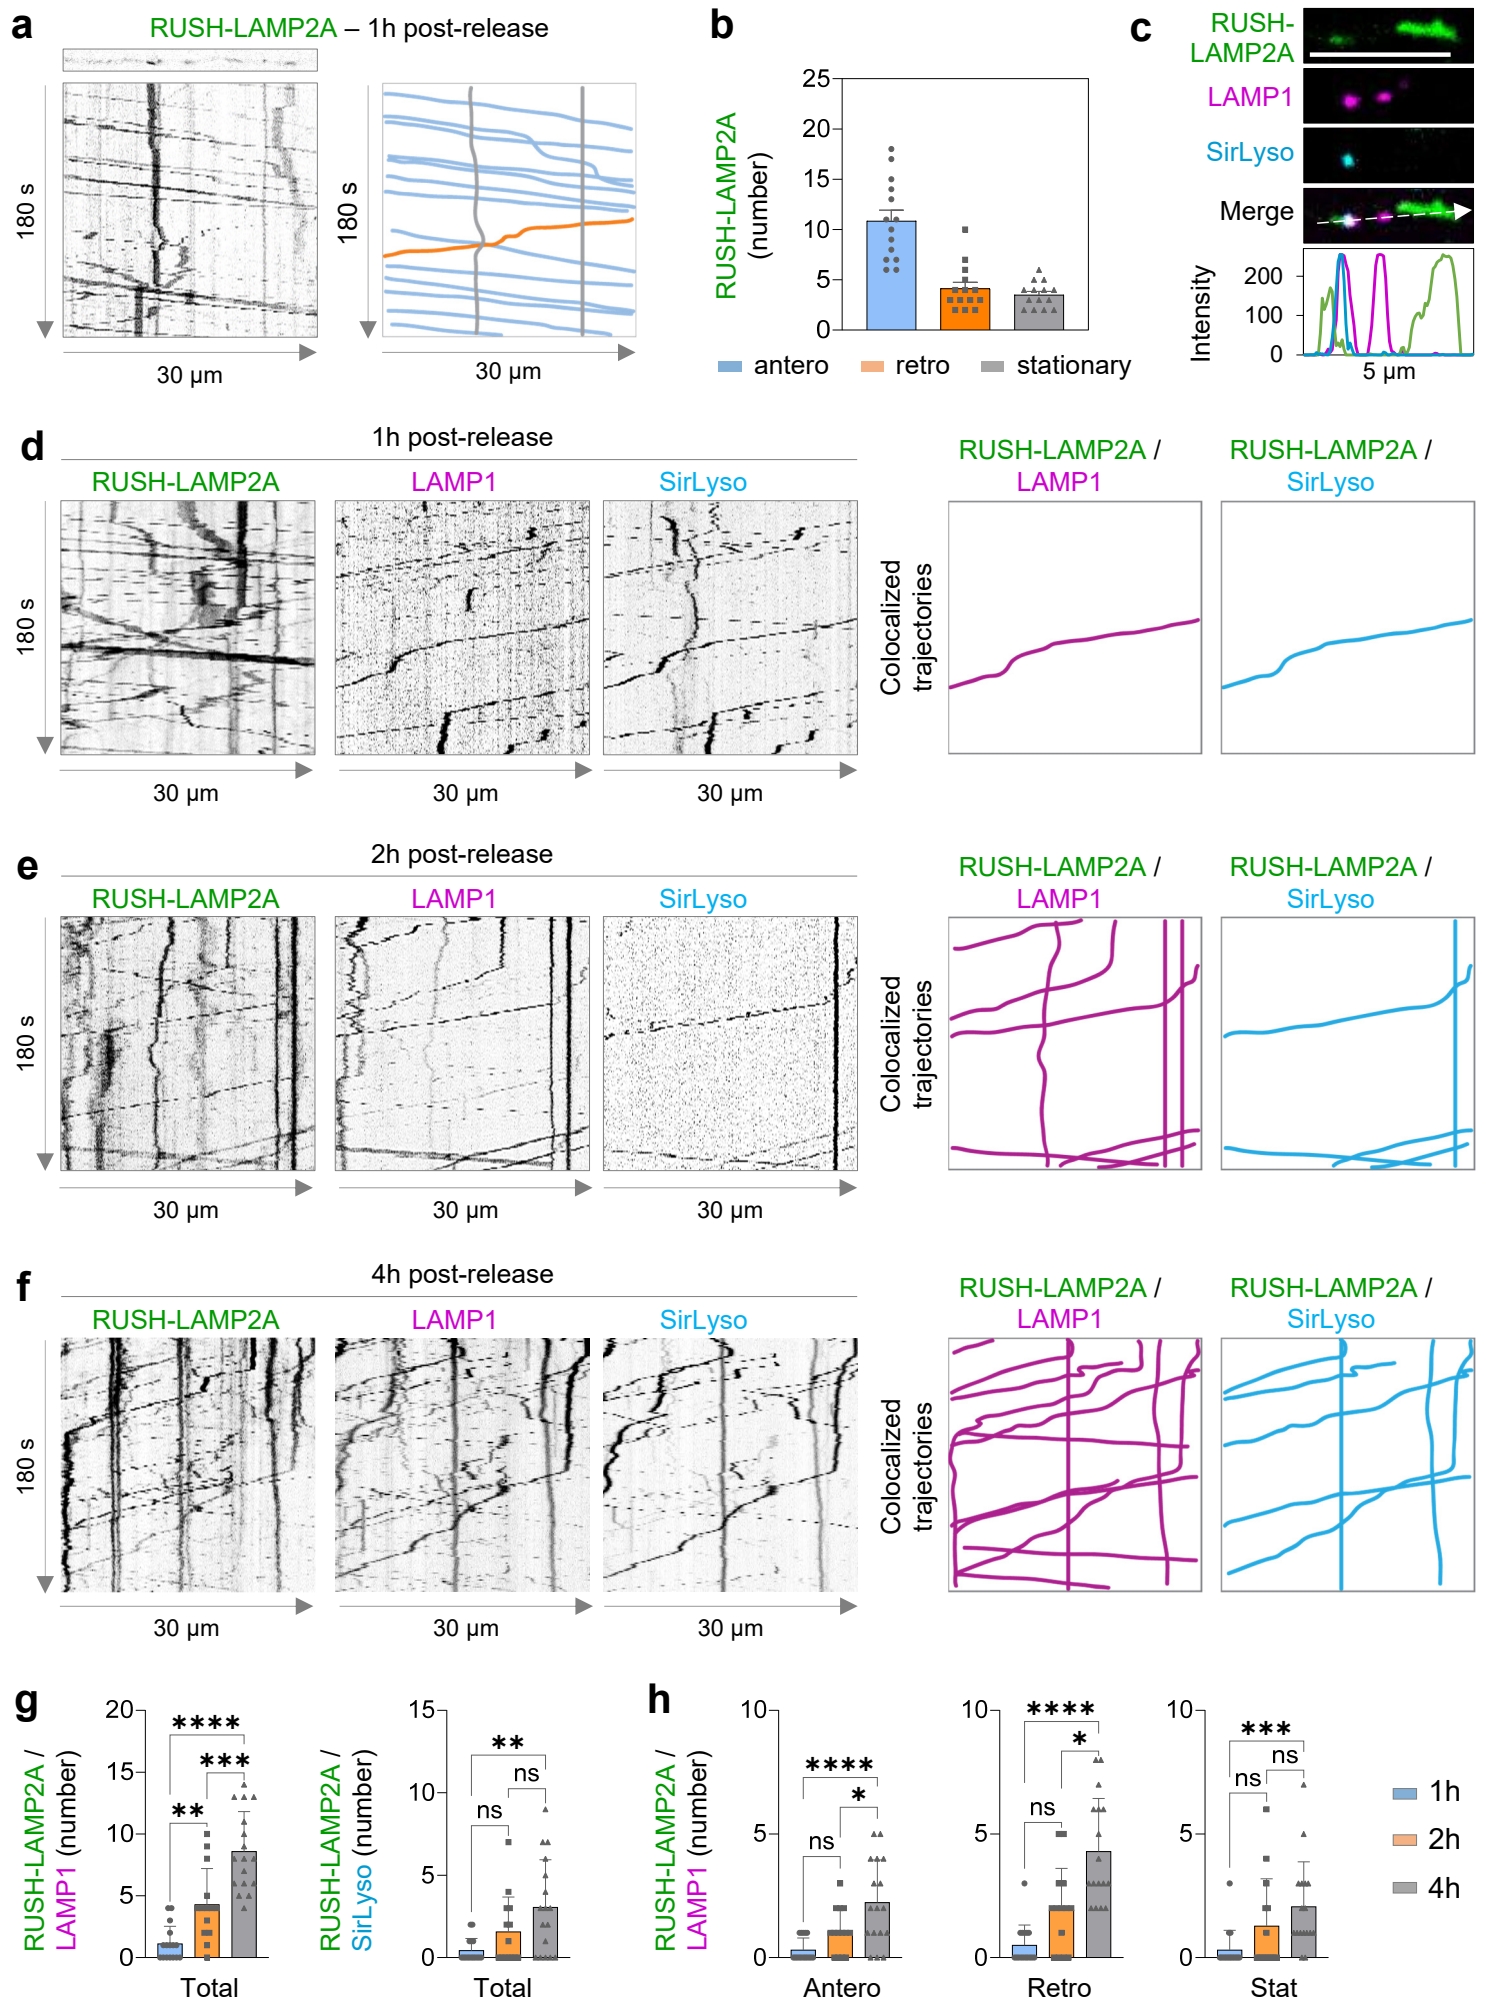 a
RUSH-LAMP2A – 1h post-release
180 s
30 µm
180 s
30 µm
b
RUSH-LAMP2A
(number)
25
20
15
10
5
0
antero
retro
stationary
c
RUSH-
LAMP2A
LAMP1
SirLyso
Merge
Intensity
200
100
0
5 µm
d
1h post-release
RUSH-LAMP2A
LAMP1
SirLyso
180 s
30 µm
30 µm
30 µm
Colocalized
trajectories
RUSH-LAMP2A /
LAMP1
RUSH-LAMP2A /
SirLyso
e
2h post-release
RUSH-LAMP2A
LAMP1
SirLyso
180 s
30 µm
30 µm
30 µm
Colocalized
trajectories
RUSH-LAMP2A /
LAMP1
RUSH-LAMP2A /
SirLyso
f
4h post-release
RUSH-LAMP2A
LAMP1
SirLyso
180 s
30 µm
30 µm
30 µm
Colocalized
trajectories
RUSH-LAMP2A /
LAMP1
RUSH-LAMP2A /
SirLyso
g
RUSH-LAMP2A /
LAMP1 (number)
20
15
10
5
0
****
***
**
Total
RUSH-LAMP2A /
SirLyso (number)
15
10
5
0
**
ns
ns
Total
h
RUSH-LAMP2A /
LAMP1 (number)
10
5
0
****
*
ns
Antero
10
5
0
****
*
ns
Retro
10
5
0
***
ns
ns
Stat
1h
2h
4h